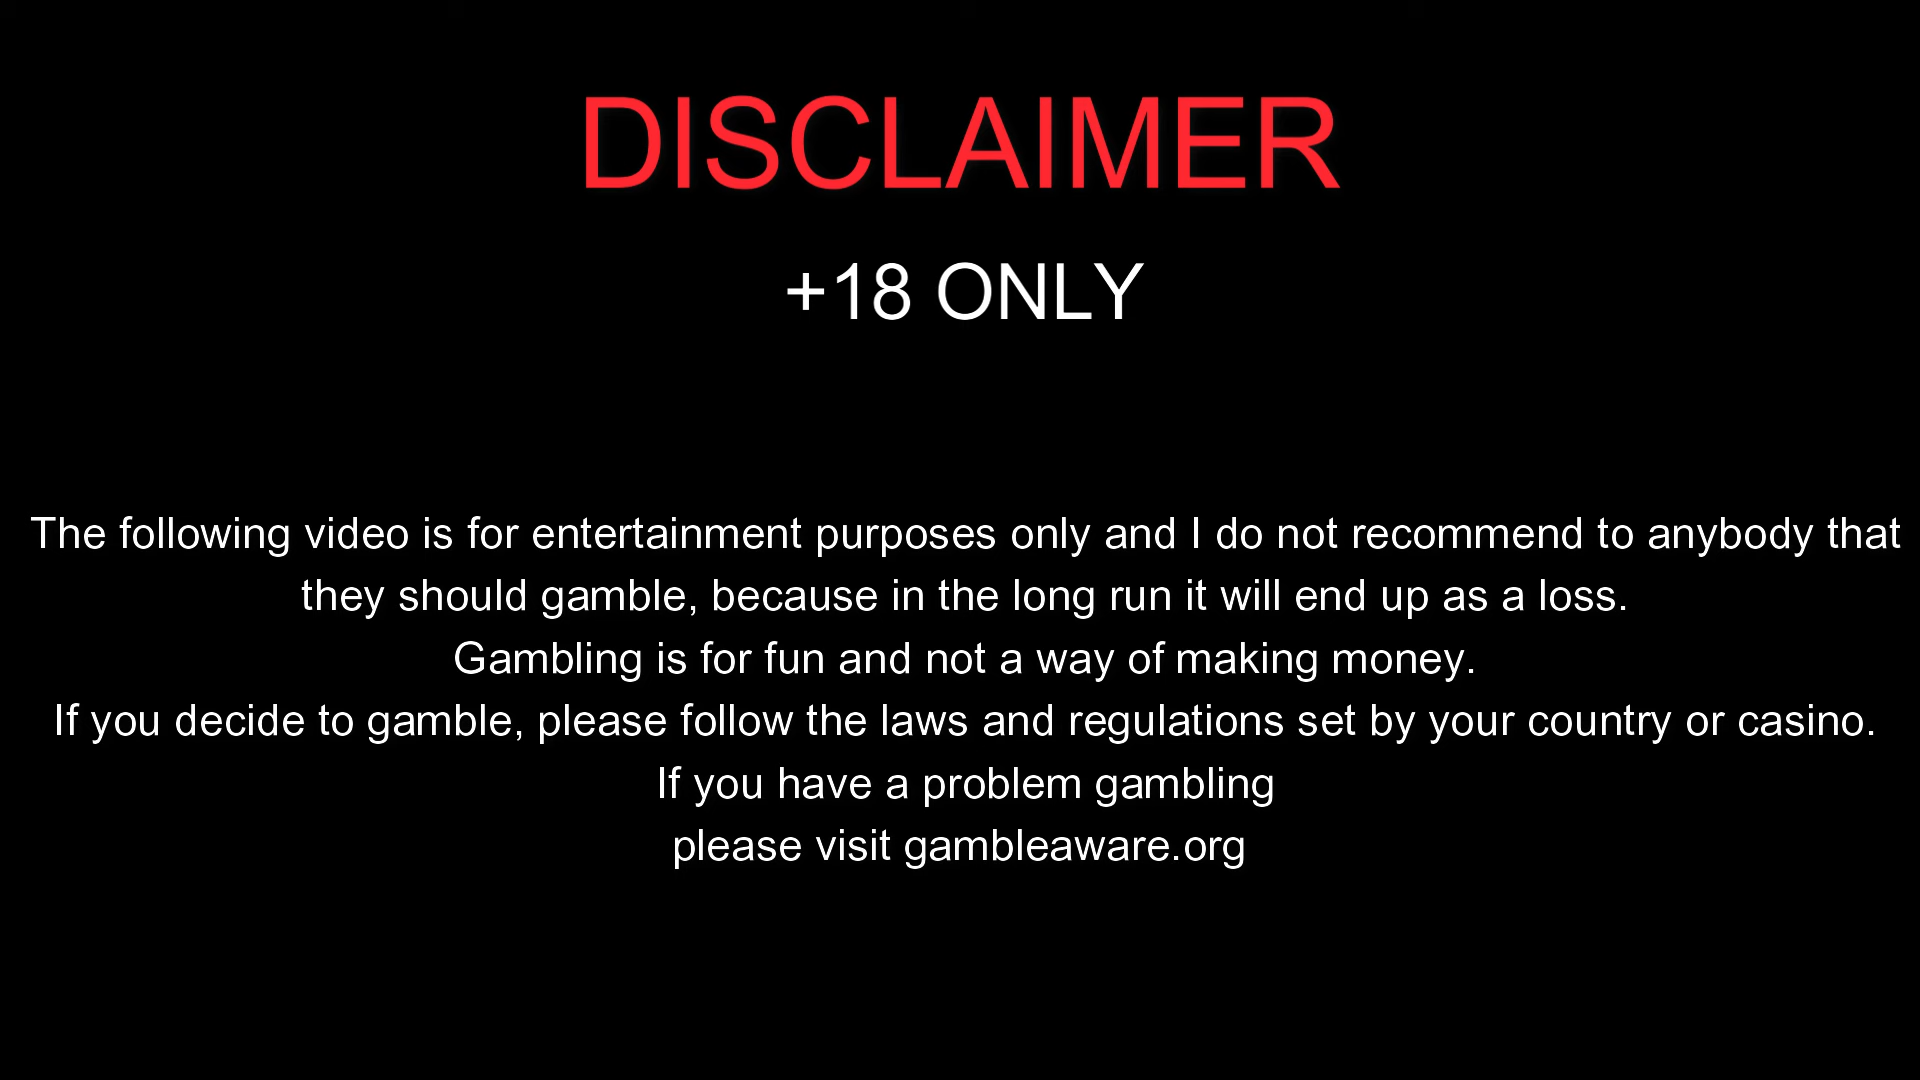 DISCLAIMER
+18 ONLY
The following video is for entertainment purposes only and I do not recommend to anybody that
they should gamble, because in the long run it will end up as a loss.
Gambling is for fun and not a way of making money.
If you decide to gamble, please follow the laws and regulations set by your country or casino.
If you have a problem gambling
please visit gambleaware.org